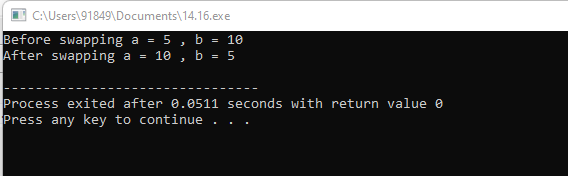 C:\Users\91849\Documents\14.16.exe
Before swapping a = 5 , b = 10
After swapping a = 10 , b = 5
--------------------------------
Process exited after 0.0511 seconds with return value 0
Press any key to continue . . .